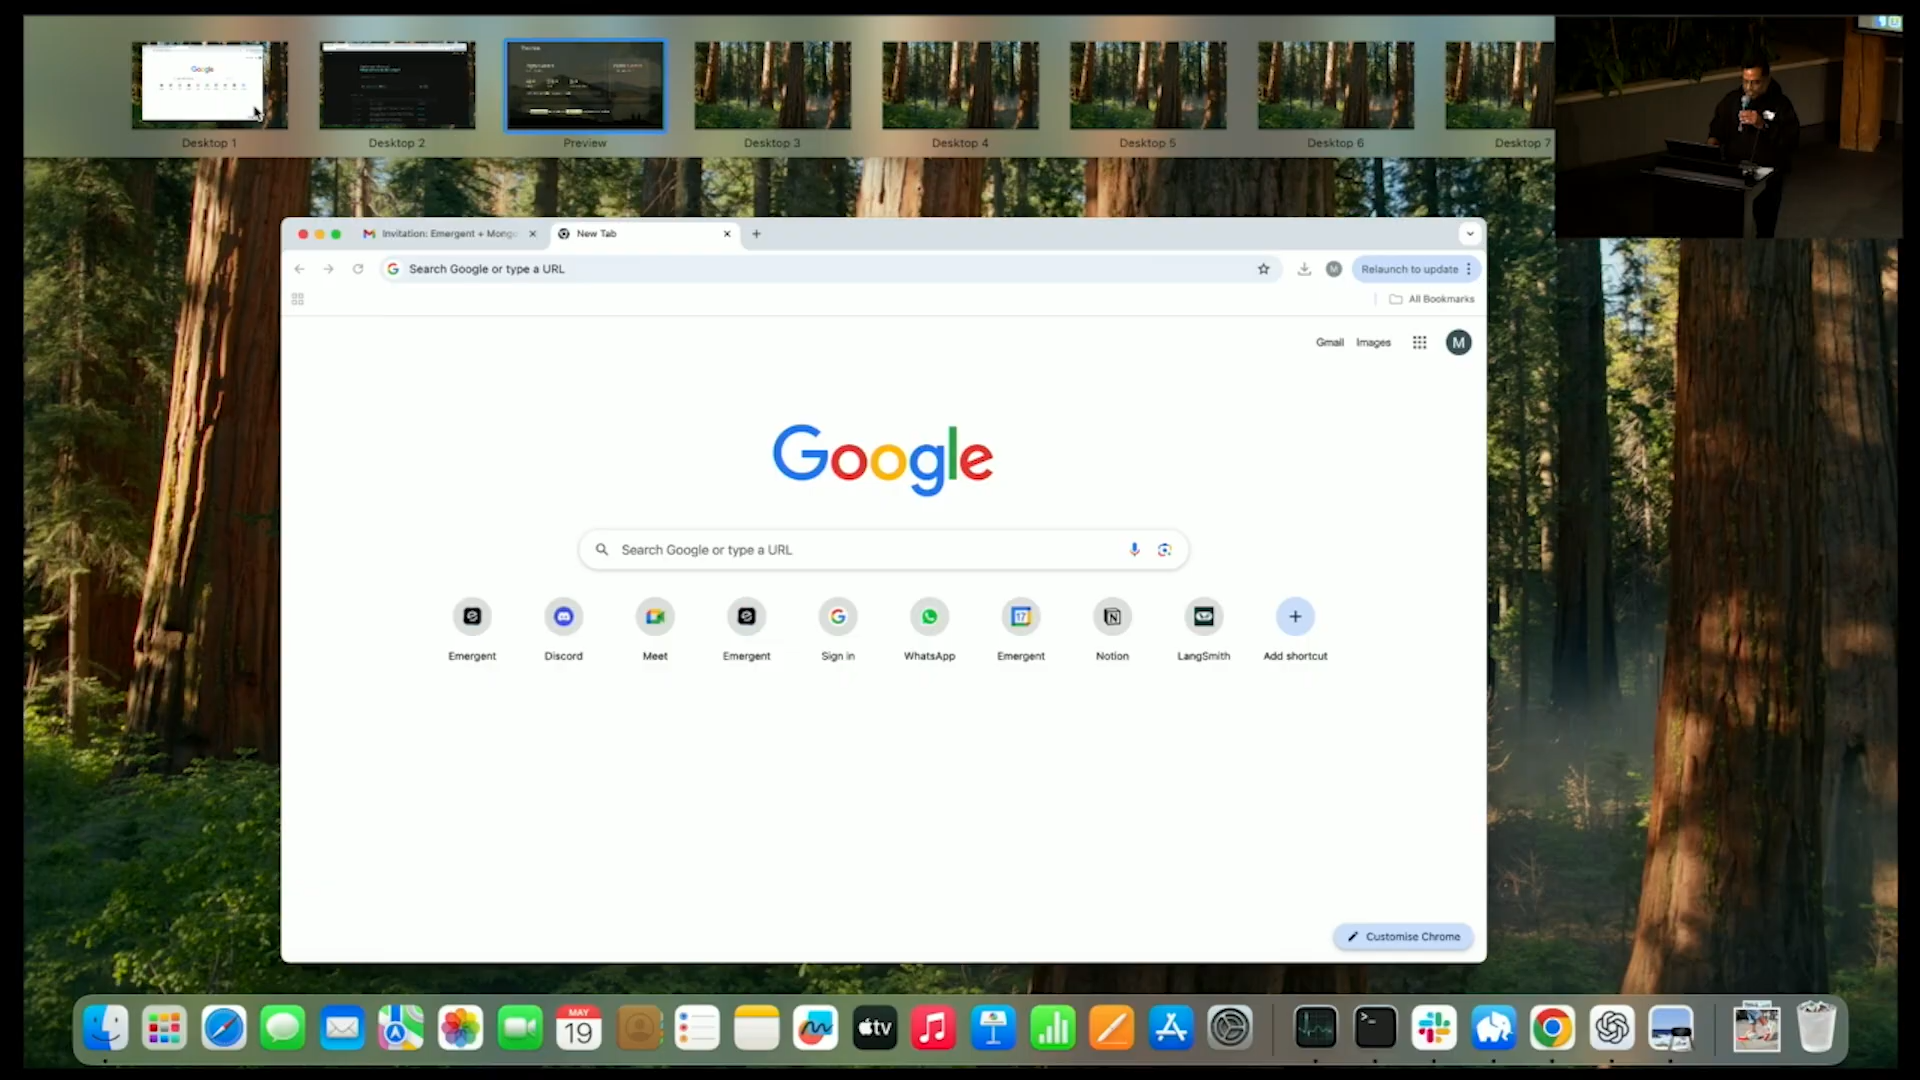 Google
Desktop 1
Desktop 2
Preview
Desktop 3
Desktop 4
Desktop 5
Desktop 6
Desktop 7
Invitation: Emergent + Mong
New Tab
Search Google or type a URL
Relaunch to update
All Bookmarks
Gmail
Images
M
M
Google
Search Google or type a URL
17
Emergent
Discord
Meet
Emergent
Sign in
WhatsApp
Emergent
Notion
LangSmith
Add shortcut
Customise Chrome
MAY
19
tv